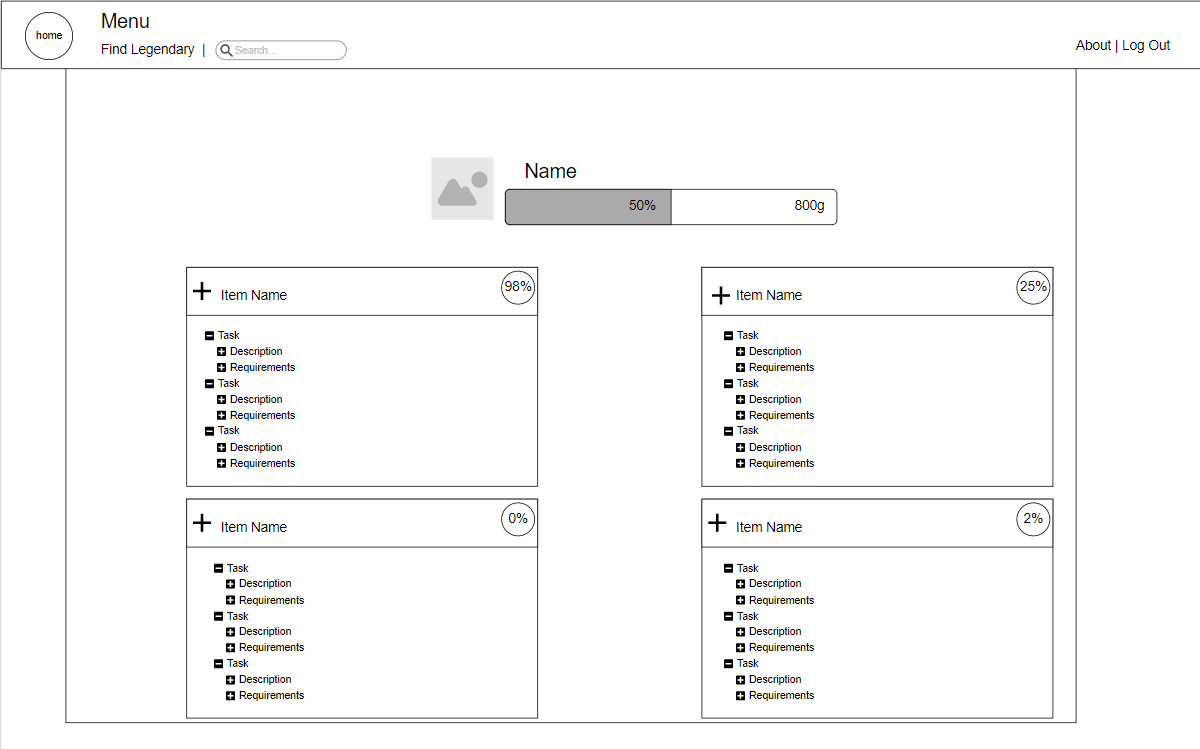 home
Menu
Find Legendary |
Search...
About | Log Out
Name
50%
800g
Item Name
98%
Task
Description
Requirements
Task
Description
Requirements
Task
Description
Requirements
Item Name
25%
Task
Description
Requirements
Task
Description
Requirements
Task
Description
Requirements
Item Name
0%
Task
Description
Requirements
Task
Description
Requirements
Task
Description
Requirements
Item Name
2%
Task
Description
Requirements
Task
Description
Requirements
Task
Description
Requirements